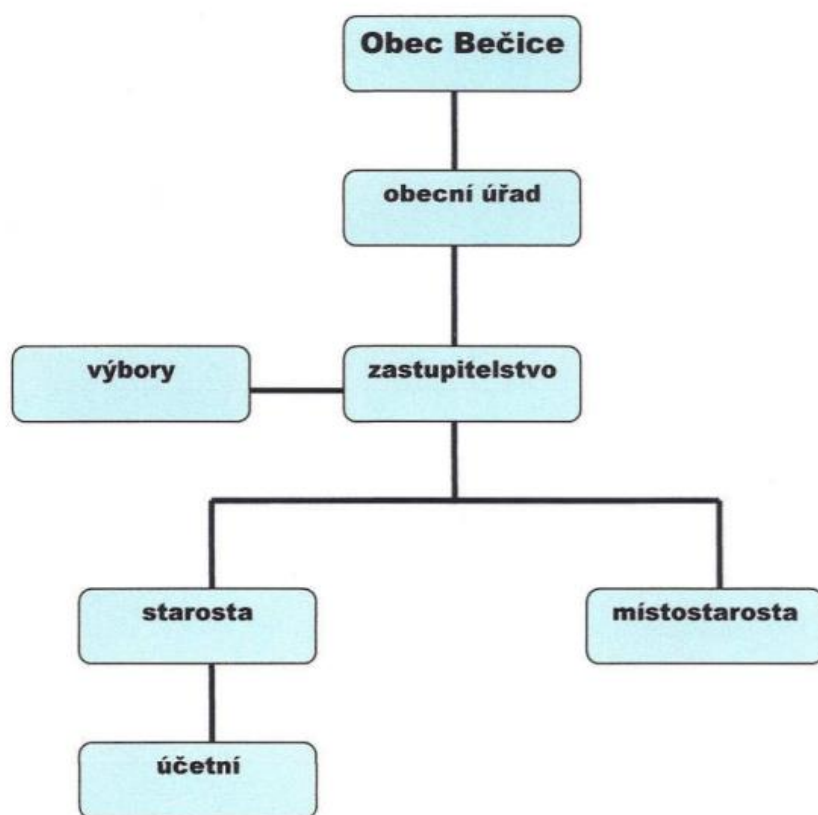 Obec Bečice
obecní úřad
výbory
zastupitelstvo
starosta
místostarosta
účetní